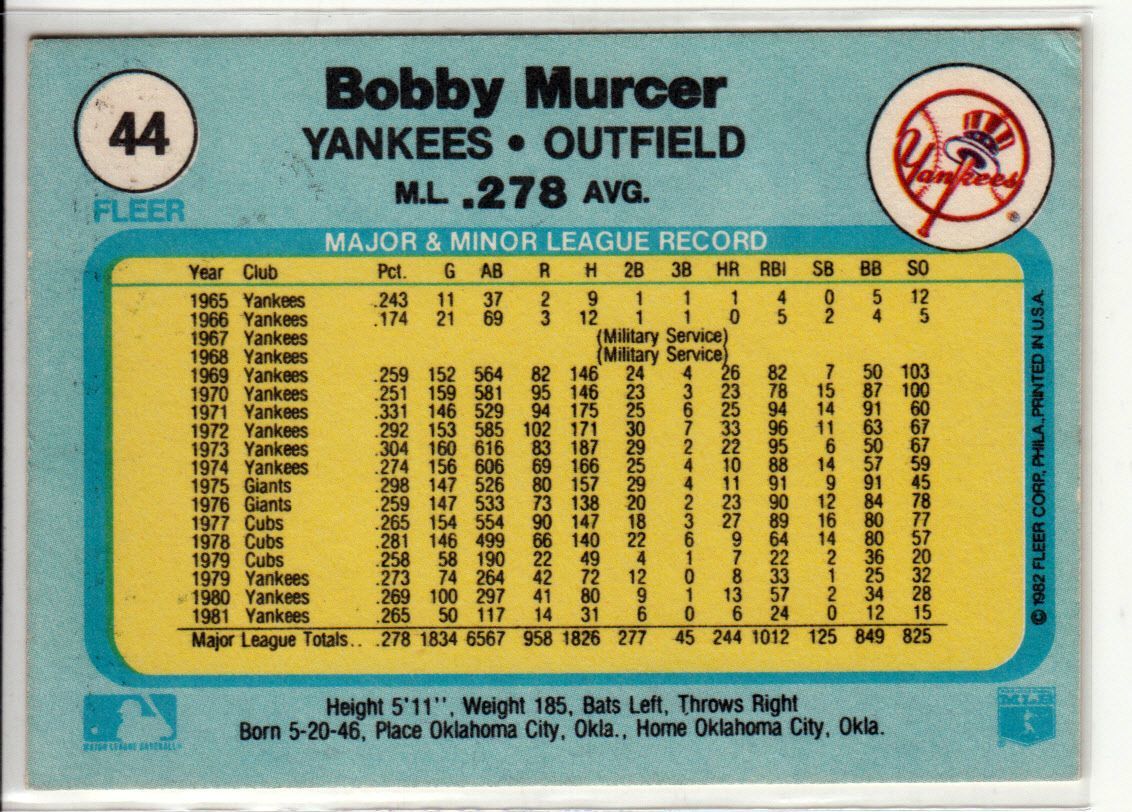 44
FLEER
Bobby Murcer
YANKEES • OUTFIELD
M.L. .278 AVG.
Yankees
®
MAJOR & MINOR LEAGUE RECORD
Year Club Pct. G AB R H 2B 3B HR RBI SB BB SO
1965 Yankees .243 11 37 2 9 1 1 1 4 0 5 12
1966 Yankees .174 21 69 3 12 1 1 0 5 2 4 5
1967 Yankees (Military Service)
1968 Yankees (Military Service)
1969 Yankees .259 152 564 82 146 24 4 26 82 7 50 103
1970 Yankees .251 159 581 95 146 23 3 23 78 15 87 100
1971 Yankees .331 146 529 94 175 25 6 25 94 14 91 60
1972 Yankees .292 153 585 102 171 30 7 33 96 11 63 67
1973 Yankees .304 160 616 83 187 29 2 22 95 6 50 67
1974 Yankees .274 156 606 69 166 25 4 10 88 14 57 59
1975 Giants .298 147 526 80 157 29 4 11 91 9 91 45
1976 Giants .259 147 533 73 138 20 2 23 90 12 84 78
1977 Cubs .265 154 554 90 147 18 3 27 89 16 80 77
1978 Cubs .281 146 499 66 140 22 6 9 64 14 80 57
1979 Cubs .258 58 190 22 49 4 1 7 22 2 36 20
1979 Yankees .273 74 264 42 72 12 0 8 33 1 25 32
1980 Yankees .269 100 297 41 80 9 1 13 57 2 34 28
1981 Yankees .265 50 117 14 31 6 0 6 24 0 12 15
Major League Totals.. .278 1834 6567 958 1826 277 45 244 1012 125 849 825
© 1982 FLEER CORP., PHILA., PRINTED IN U.S.A.
Height 5'11'', Weight 185, Bats Left, Throws Right
Born 5-20-46, Place Oklahoma City, Okla., Home Oklahoma City, Okla.
MAJOR LEAGUE BASEBALL